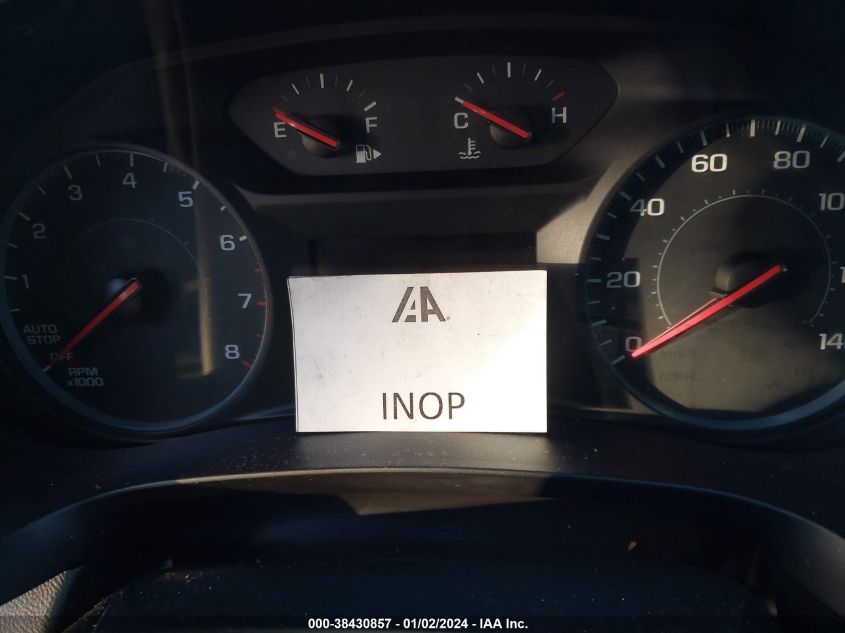 E F
C H
1 2 3 4 5 6 7 8
AUTO
STOP
OFF
RPM
x1000
0 20 40 60 80
IAA
INOP
000-38430857 - 01/02/2024 - IAA Inc.